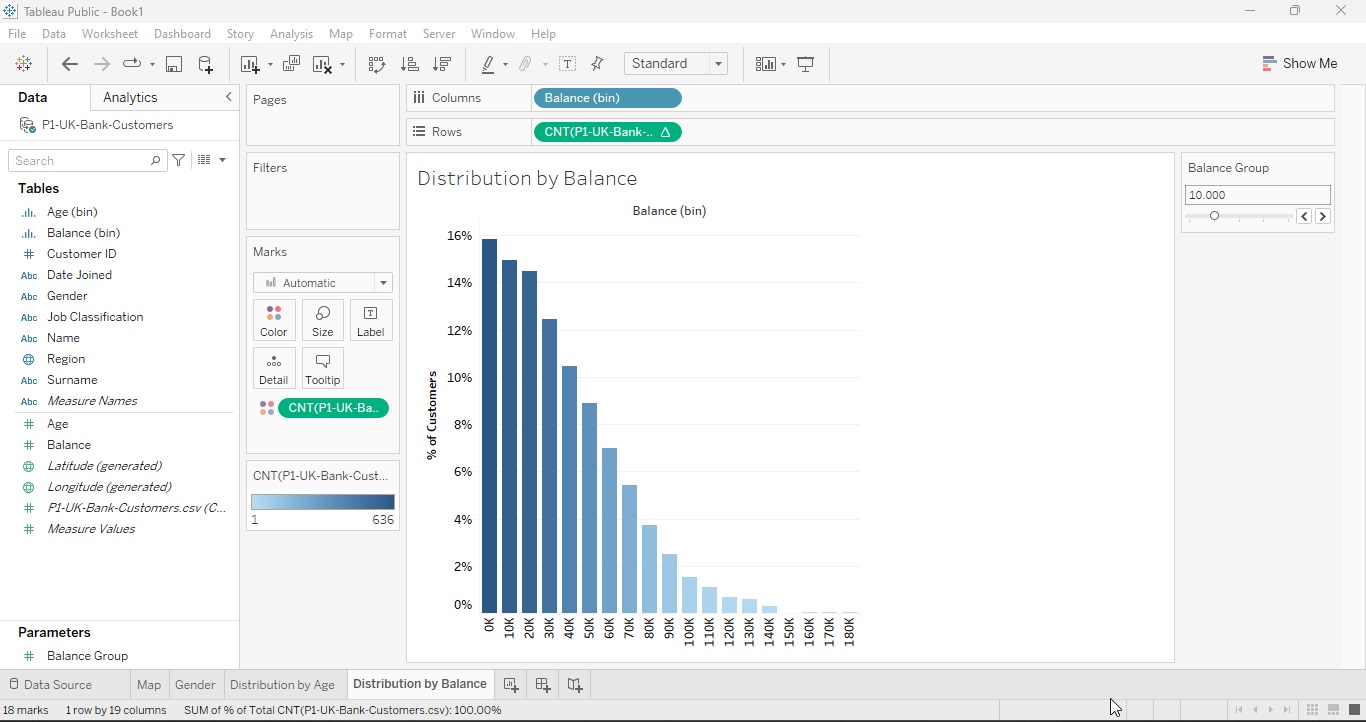 Tableau Public - Book1
File Data Worksheet Dashboard Story Analysis Map Format Server Window Help
Standard
Show Me
Data Analytics
P1-UK-Bank-Customers
Search
Tables
Age (bin)
Balance (bin)
# Customer ID
Abc Date Joined
Abc Gender
Abc Job Classification
Abc Name
Region
Abc Surname
Abc Measure Names
# Age
# Balance
Latitude (generated)
Longitude (generated)
# P1-UK-Bank-Customers.csv (C...
# Measure Values
Parameters
# Balance Group
Pages
Filters
Marks
Automatic
Color Size Label
Detail Tooltip
CNT(P1-UK-Ba..
CNT(P1-UK-Bank-Cust...
1 636
Columns Balance (bin)
Rows CNT(P1-UK-Bank-.. Δ
Distribution by Balance
Balance (bin)
% of Customers
16%
14%
12%
10%
8%
6%
4%
2%
0%
0K 10K 20K 30K 40K 50K 60K 70K 80K 90K 100K 110K 120K 130K 140K 150K 160K 170K 180K
Balance Group
10.000
Data Source Map Gender Distribution by Age Distribution by Balance
18 marks 1 row by 19 columns SUM of % of Total CNT(P1-UK-Bank-Customers.csv): 100,00%